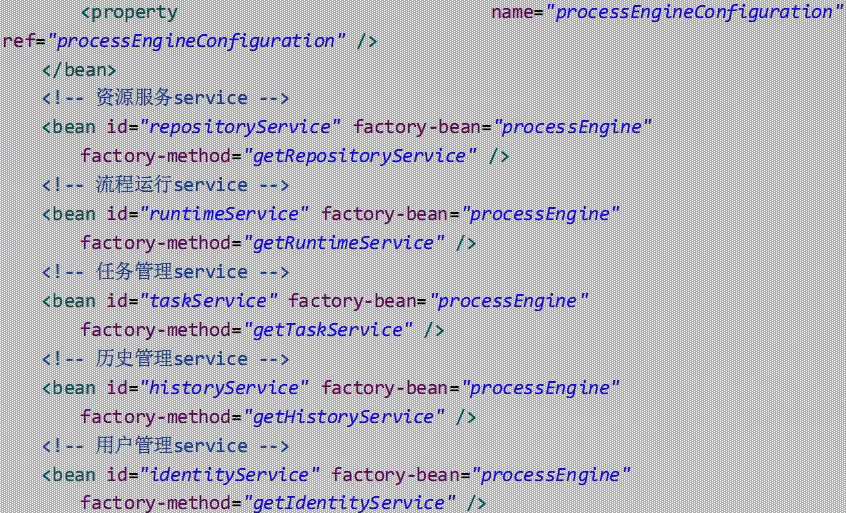 <property name="processEngineConfiguration"
ref="processEngineConfiguration" />
</bean>
<!-- 资源服务service -->
<bean id="repositoryService" factory-bean="processEngine"
factory-method="getRepositoryService" />
<!-- 流程运行service -->
<bean id="runtimeService" factory-bean="processEngine"
factory-method="getRuntimeService" />
<!-- 任务管理service -->
<bean id="taskService" factory-bean="processEngine"
factory-method="getTaskService" />
<!-- 历史管理service -->
<bean id="historyService" factory-bean="processEngine"
factory-method="getHistoryService" />
<!-- 用户管理service -->
<bean id="identityService" factory-bean="processEngine"
factory-method="getIdentityService" />